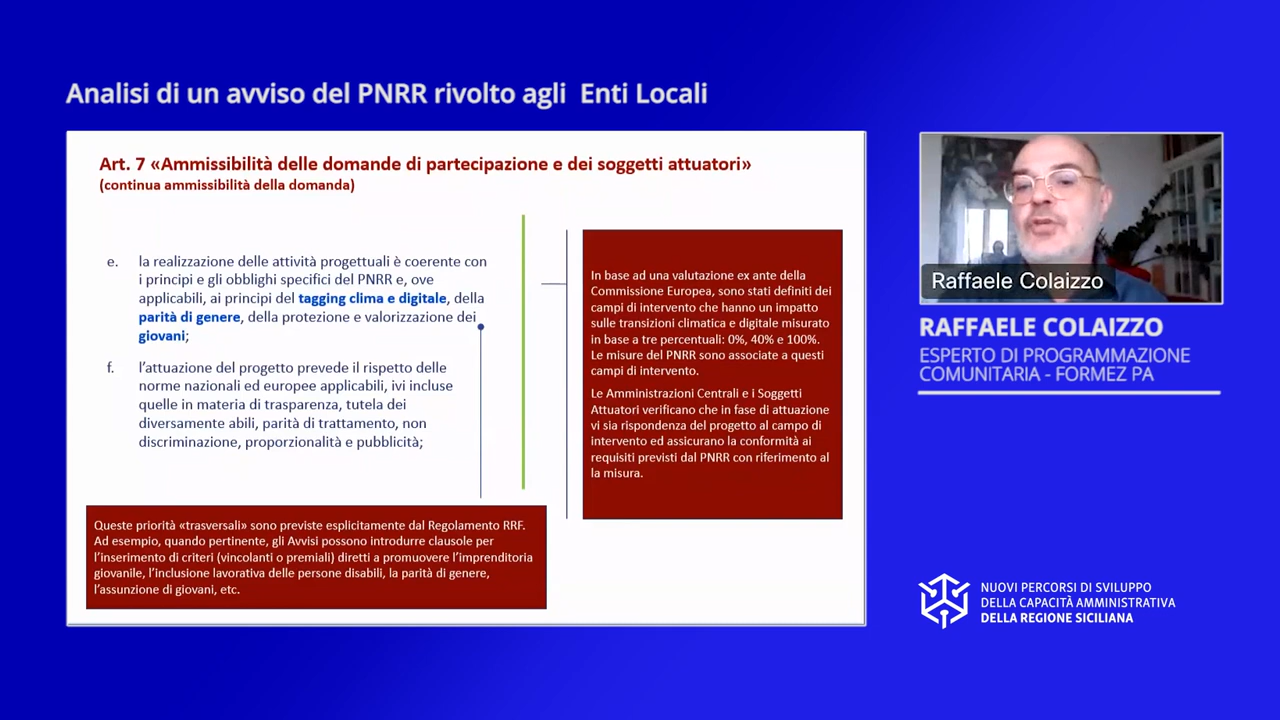 Analisi di un avviso del PNRR rivolto agli Enti Locali
Art. 7 «Ammissibilità delle domande di partecipazione e dei soggetti attuatori»
(continua ammissibilità della domanda)
e. la realizzazione delle attività progettuali è coerente con
i principi e gli obblighi specifici del PNRR e, ove
applicabili, ai principi del tagging clima e digitale, della
parità di genere, della protezione e valorizzazione dei
giovani;
f. l'attuazione del progetto prevede il rispetto delle
norme nazionali ed europee applicabili, ivi incluse
quelle in materia di trasparenza, tutela dei
diversamente abili, parità di trattamento, non
discriminazione, proporzionalità e pubblicità;
In base ad una valutazione ex ante della
Commissione Europea, sono stati definiti dei
campi di intervento che hanno un impatto
sulle transizioni climatica e digitale misurato
in base a tre percentuali: 0%, 40% e 100%.
Le misure del PNRR sono associate a questi
campi di intervento.
Le Amministrazioni Centrali e i Soggetti
Attuatori verificano che in fase di attuazione
vi sia rispondenza del progetto al campo di
intervento ed assicurano la conformità ai
requisiti previsti dal PNRR con riferimento al
la misura.
Queste priorità «trasversali» sono previste esplicitamente dal Regolamento RRF.
Ad esempio, quando pertinente, gli Avvisi possono introdurre clausole per
l'inserimento di criteri (vincolanti o premiali) diretti a promuovere l'imprenditoria
giovanile, l'inclusione lavorativa delle persone disabili, la parità di genere,
l'assunzione di giovani, etc.
Raffaele Colaizzo
RAFFAELE COLAIZZO
ESPERTO DI PROGRAMMAZIONE
COMUNITARIA - FORMEZ PA
NUOVI PERCORSI DI SVILUPPO
DELLA CAPACITÀ AMMINISTRATIVA
DELLA REGIONE SICILIANA